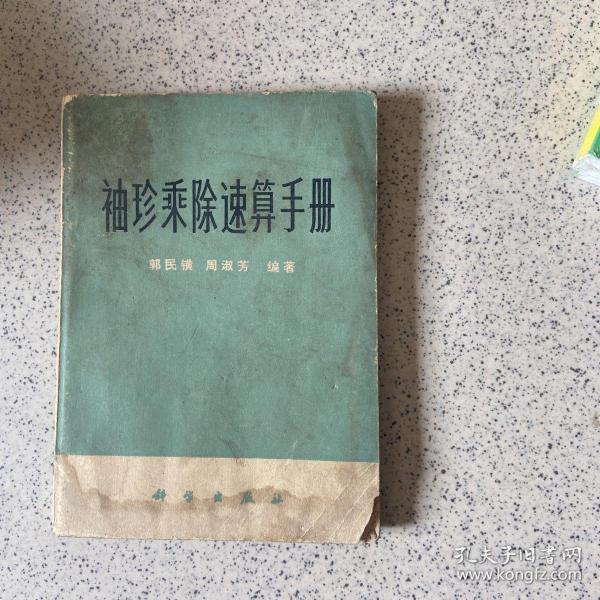 袖珍乘除速算手册
郭民镔 周淑芳 编著
科学出版社
孔夫子旧书网
www.kongfz.com